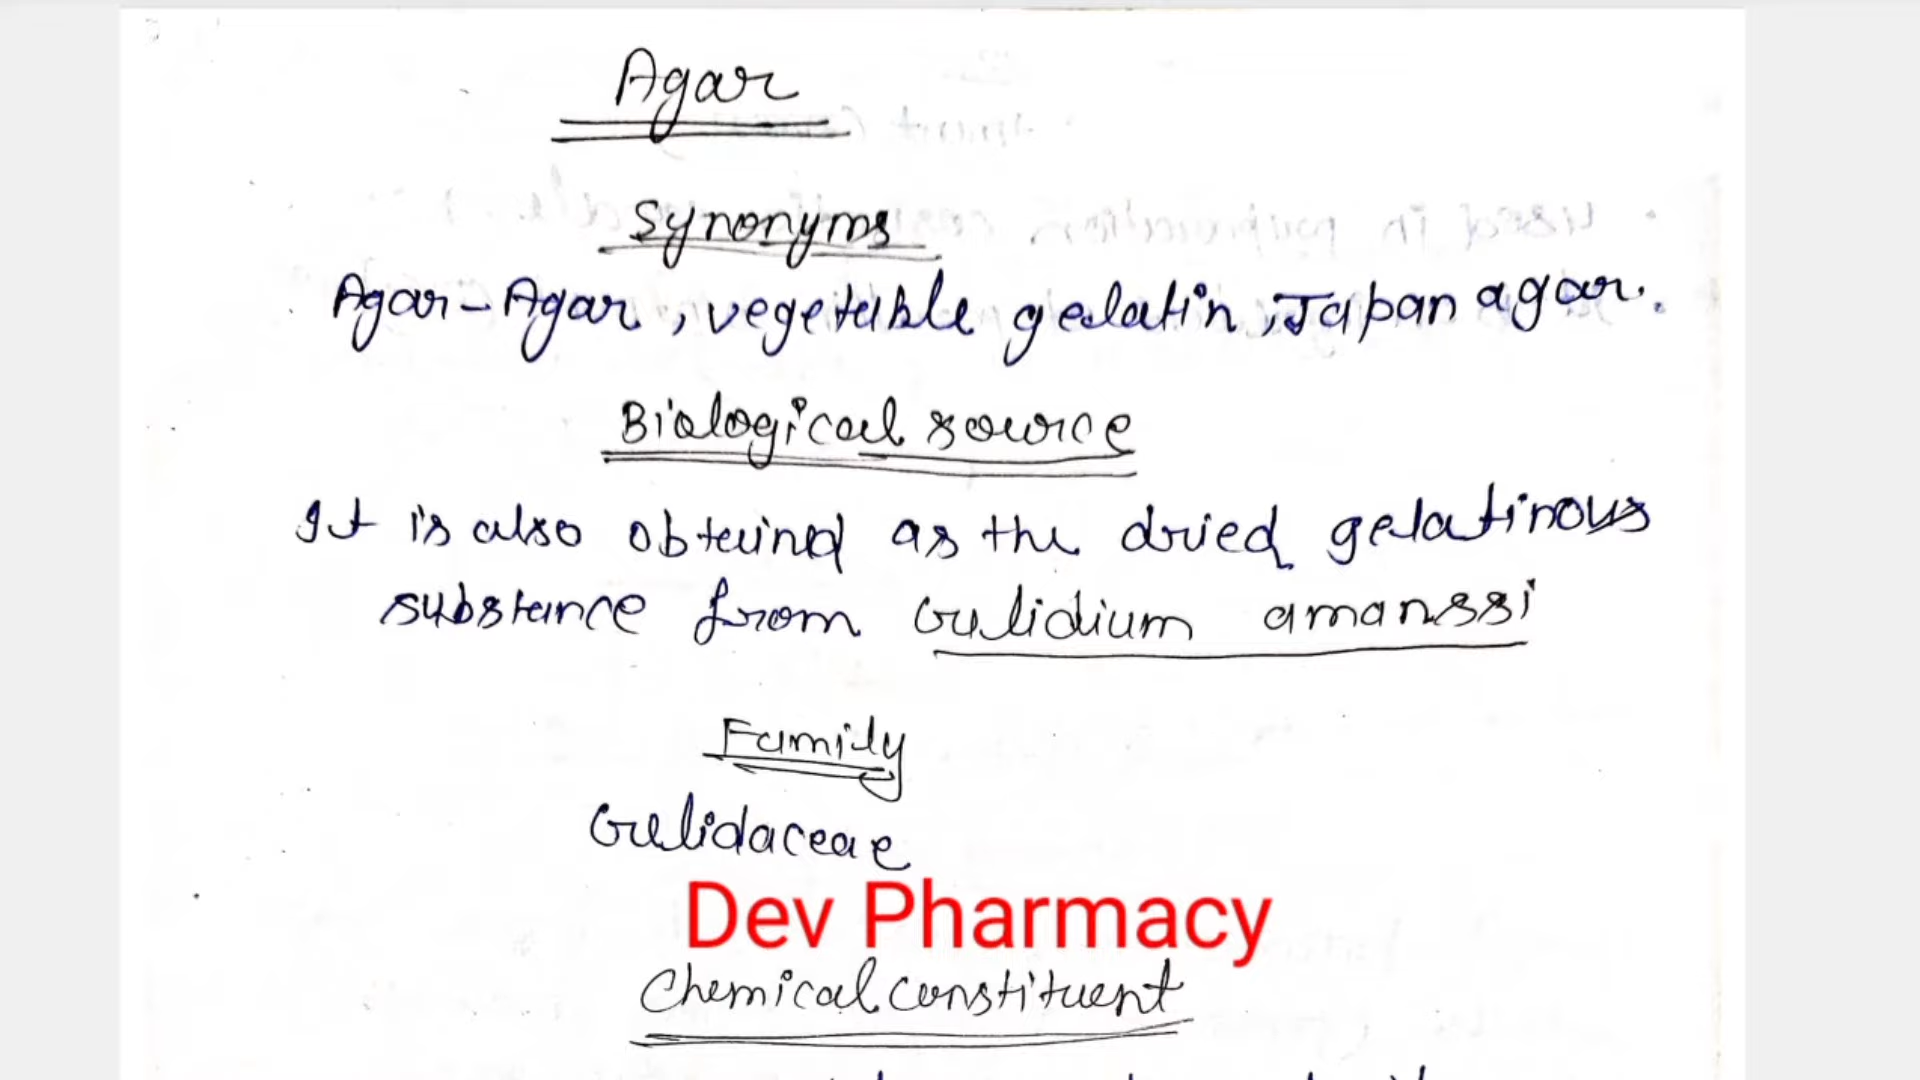 Agar
Synonyms
Agar-Agar, vegetable gelatin, Japan agar.
Biological source
It is also obtained as the dried gelatinous
substance from Gelidium amanssi
Family
Gelidaceae
Dev Pharmacy
Chemical constituent